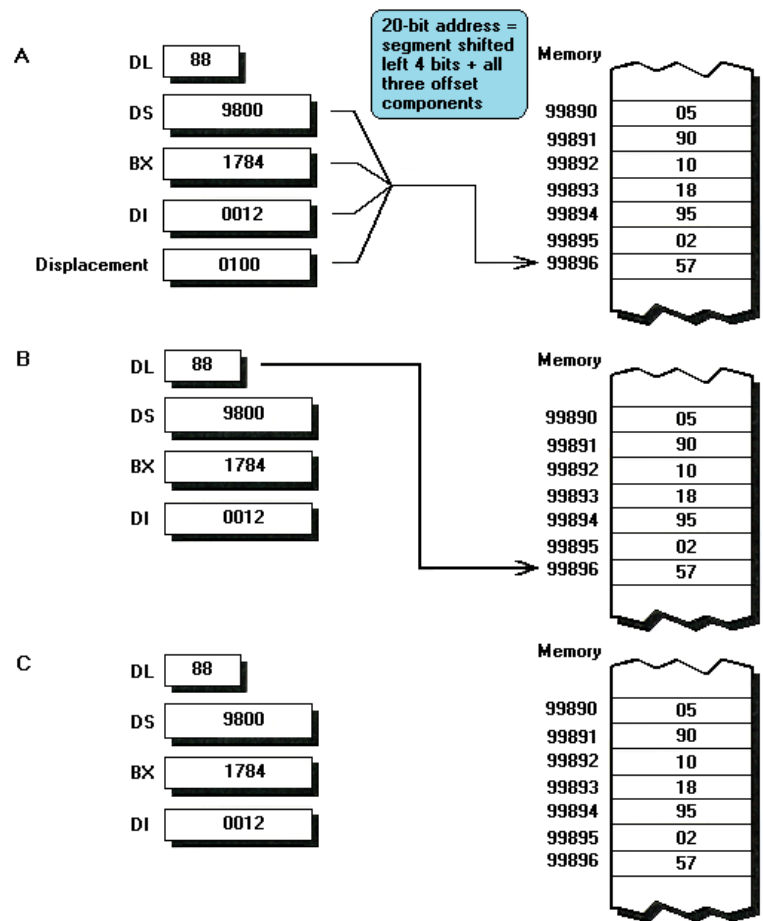 A
20-bit address =
segment shifted
left 4 bits + all
three offset
components
DL 88
DS 9800
BX 1784
DI 0012
Displacement 0100
Memory
99890 05
99891 90
99892 10
99893 18
99894 95
99895 02
99896 57
B
DL 88
DS 9800
BX 1784
DI 0012
Memory
99890 05
99891 90
99892 10
99893 18
99894 95
99895 02
99896 57
C
DL 88
DS 9800
BX 1784
DI 0012
Memory
99890 05
99891 90
99892 10
99893 18
99894 95
99895 02
99896 57